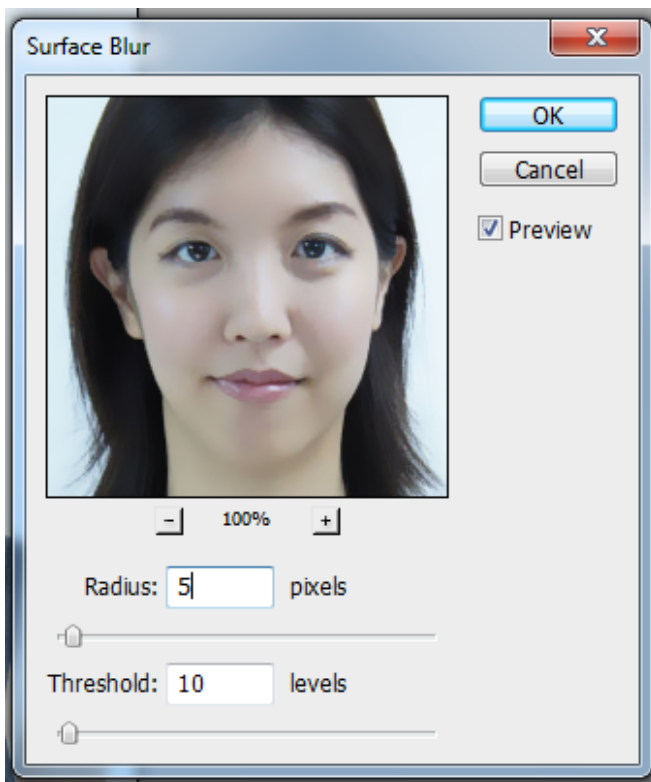 Surface Blur
OK
Cancel
Preview
- 100% +
Radius: 5 pixels
Threshold: 10 levels